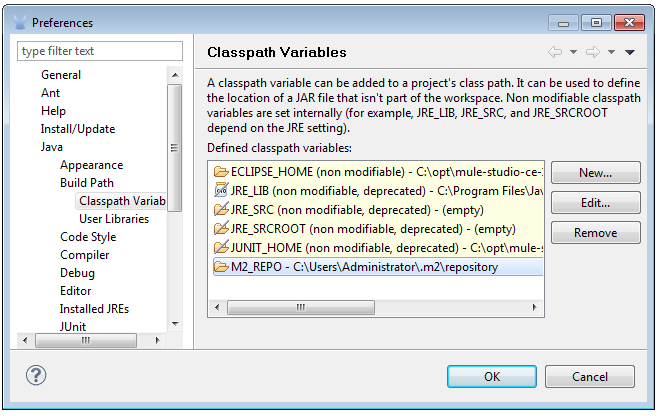 Preferences
type filter text
General
Ant
Help
Install/Update
Java
Appearance
Build Path
Classpath Variab
User Libraries
Code Style
Compiler
Debug
Editor
Installed JREs
JUnit
Classpath Variables
A classpath variable can be added to a project's class path. It can be used to define
the location of a JAR file that isn't part of the workspace. Non modifiable classpath
variables are set internally (for example, JRE_LIB, JRE_SRC, and JRE_SRCROOT
depend on the JRE setting).
Defined classpath variables:
ECLIPSE_HOME (non modifiable) - C:\opt\mule-studio-ce-
JRE_LIB (non modifiable, deprecated) - C:\Program Files\Jav
JRE_SRC (non modifiable, deprecated) - (empty)
JRE_SRCROOT (non modifiable, deprecated) - (empty)
JUNIT_HOME (non modifiable, deprecated) - C:\opt\mule-s
M2_REPO - C:\Users\Administrator\.m2\repository
New...
Edit...
Remove
?
OK
Cancel